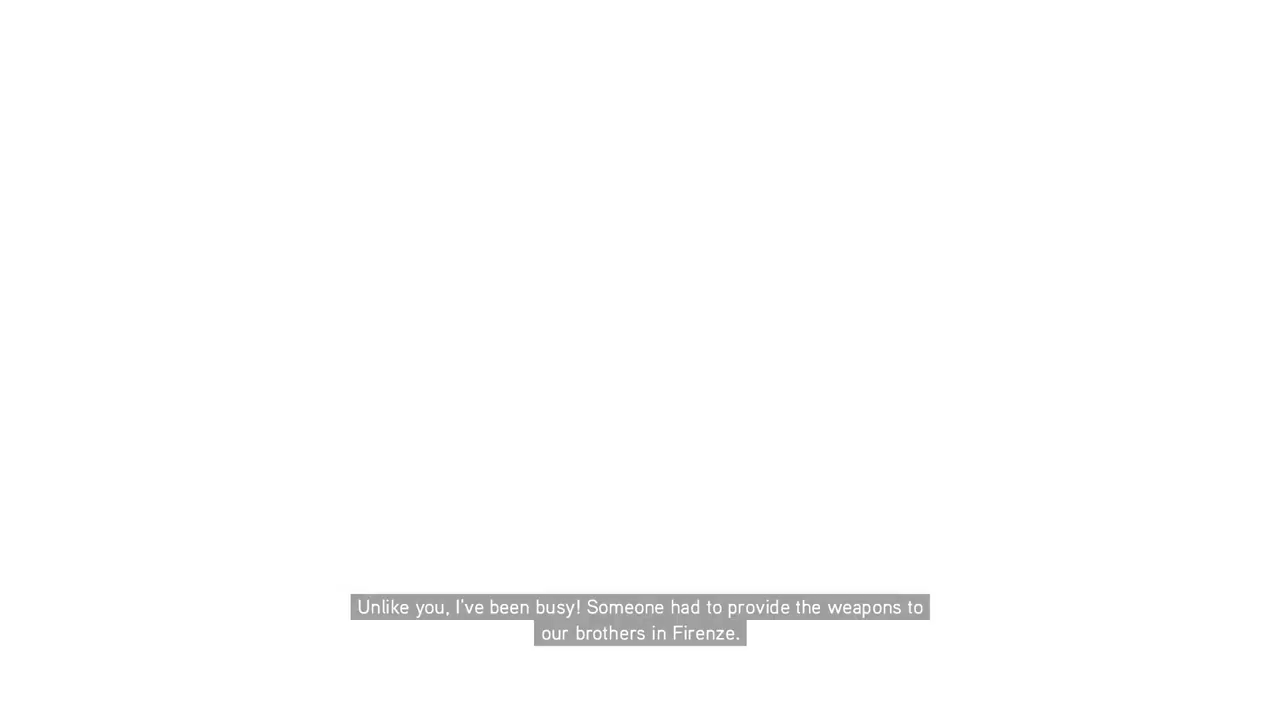 Unlike you, I've been busy! Someone had to provide the weapons to
our brothers in Firenze.